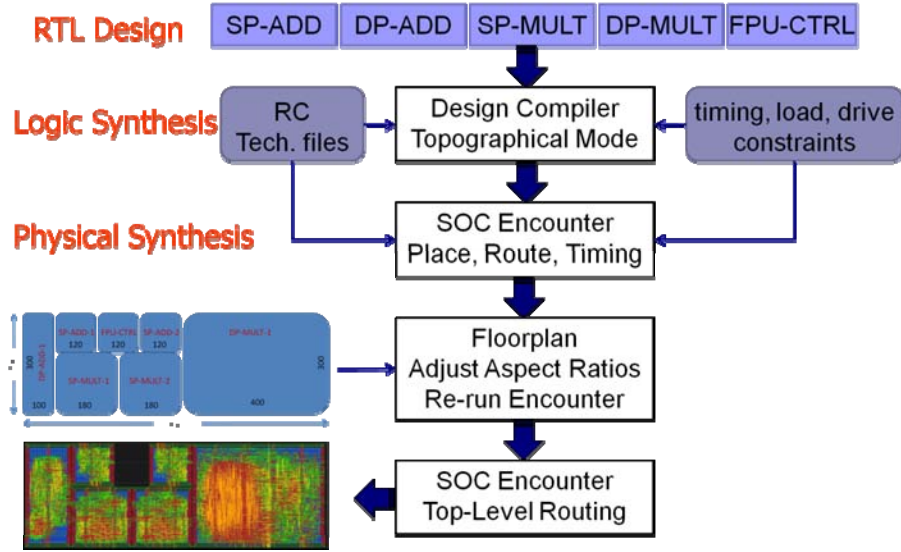 RTL Design
SP-ADD
DP-ADD
SP-MULT
DP-MULT
FPU-CTRL
Logic Synthesis
RC
Tech. files
Design Compiler
Topographical Mode
timing, load, drive
constraints
Physical Synthesis
SOC Encounter
Place, Route, Timing
SP-ADD-1
120
FPU-CTRL
120
SP-ADD-2
120
DP-MULT-1
300
DP-ADD-1
300
SP-MULT-1
SP-MULT-2
100
180
180
400
Floorplan
Adjust Aspect Ratios
Re-run Encounter
SOC Encounter
Top-Level Routing